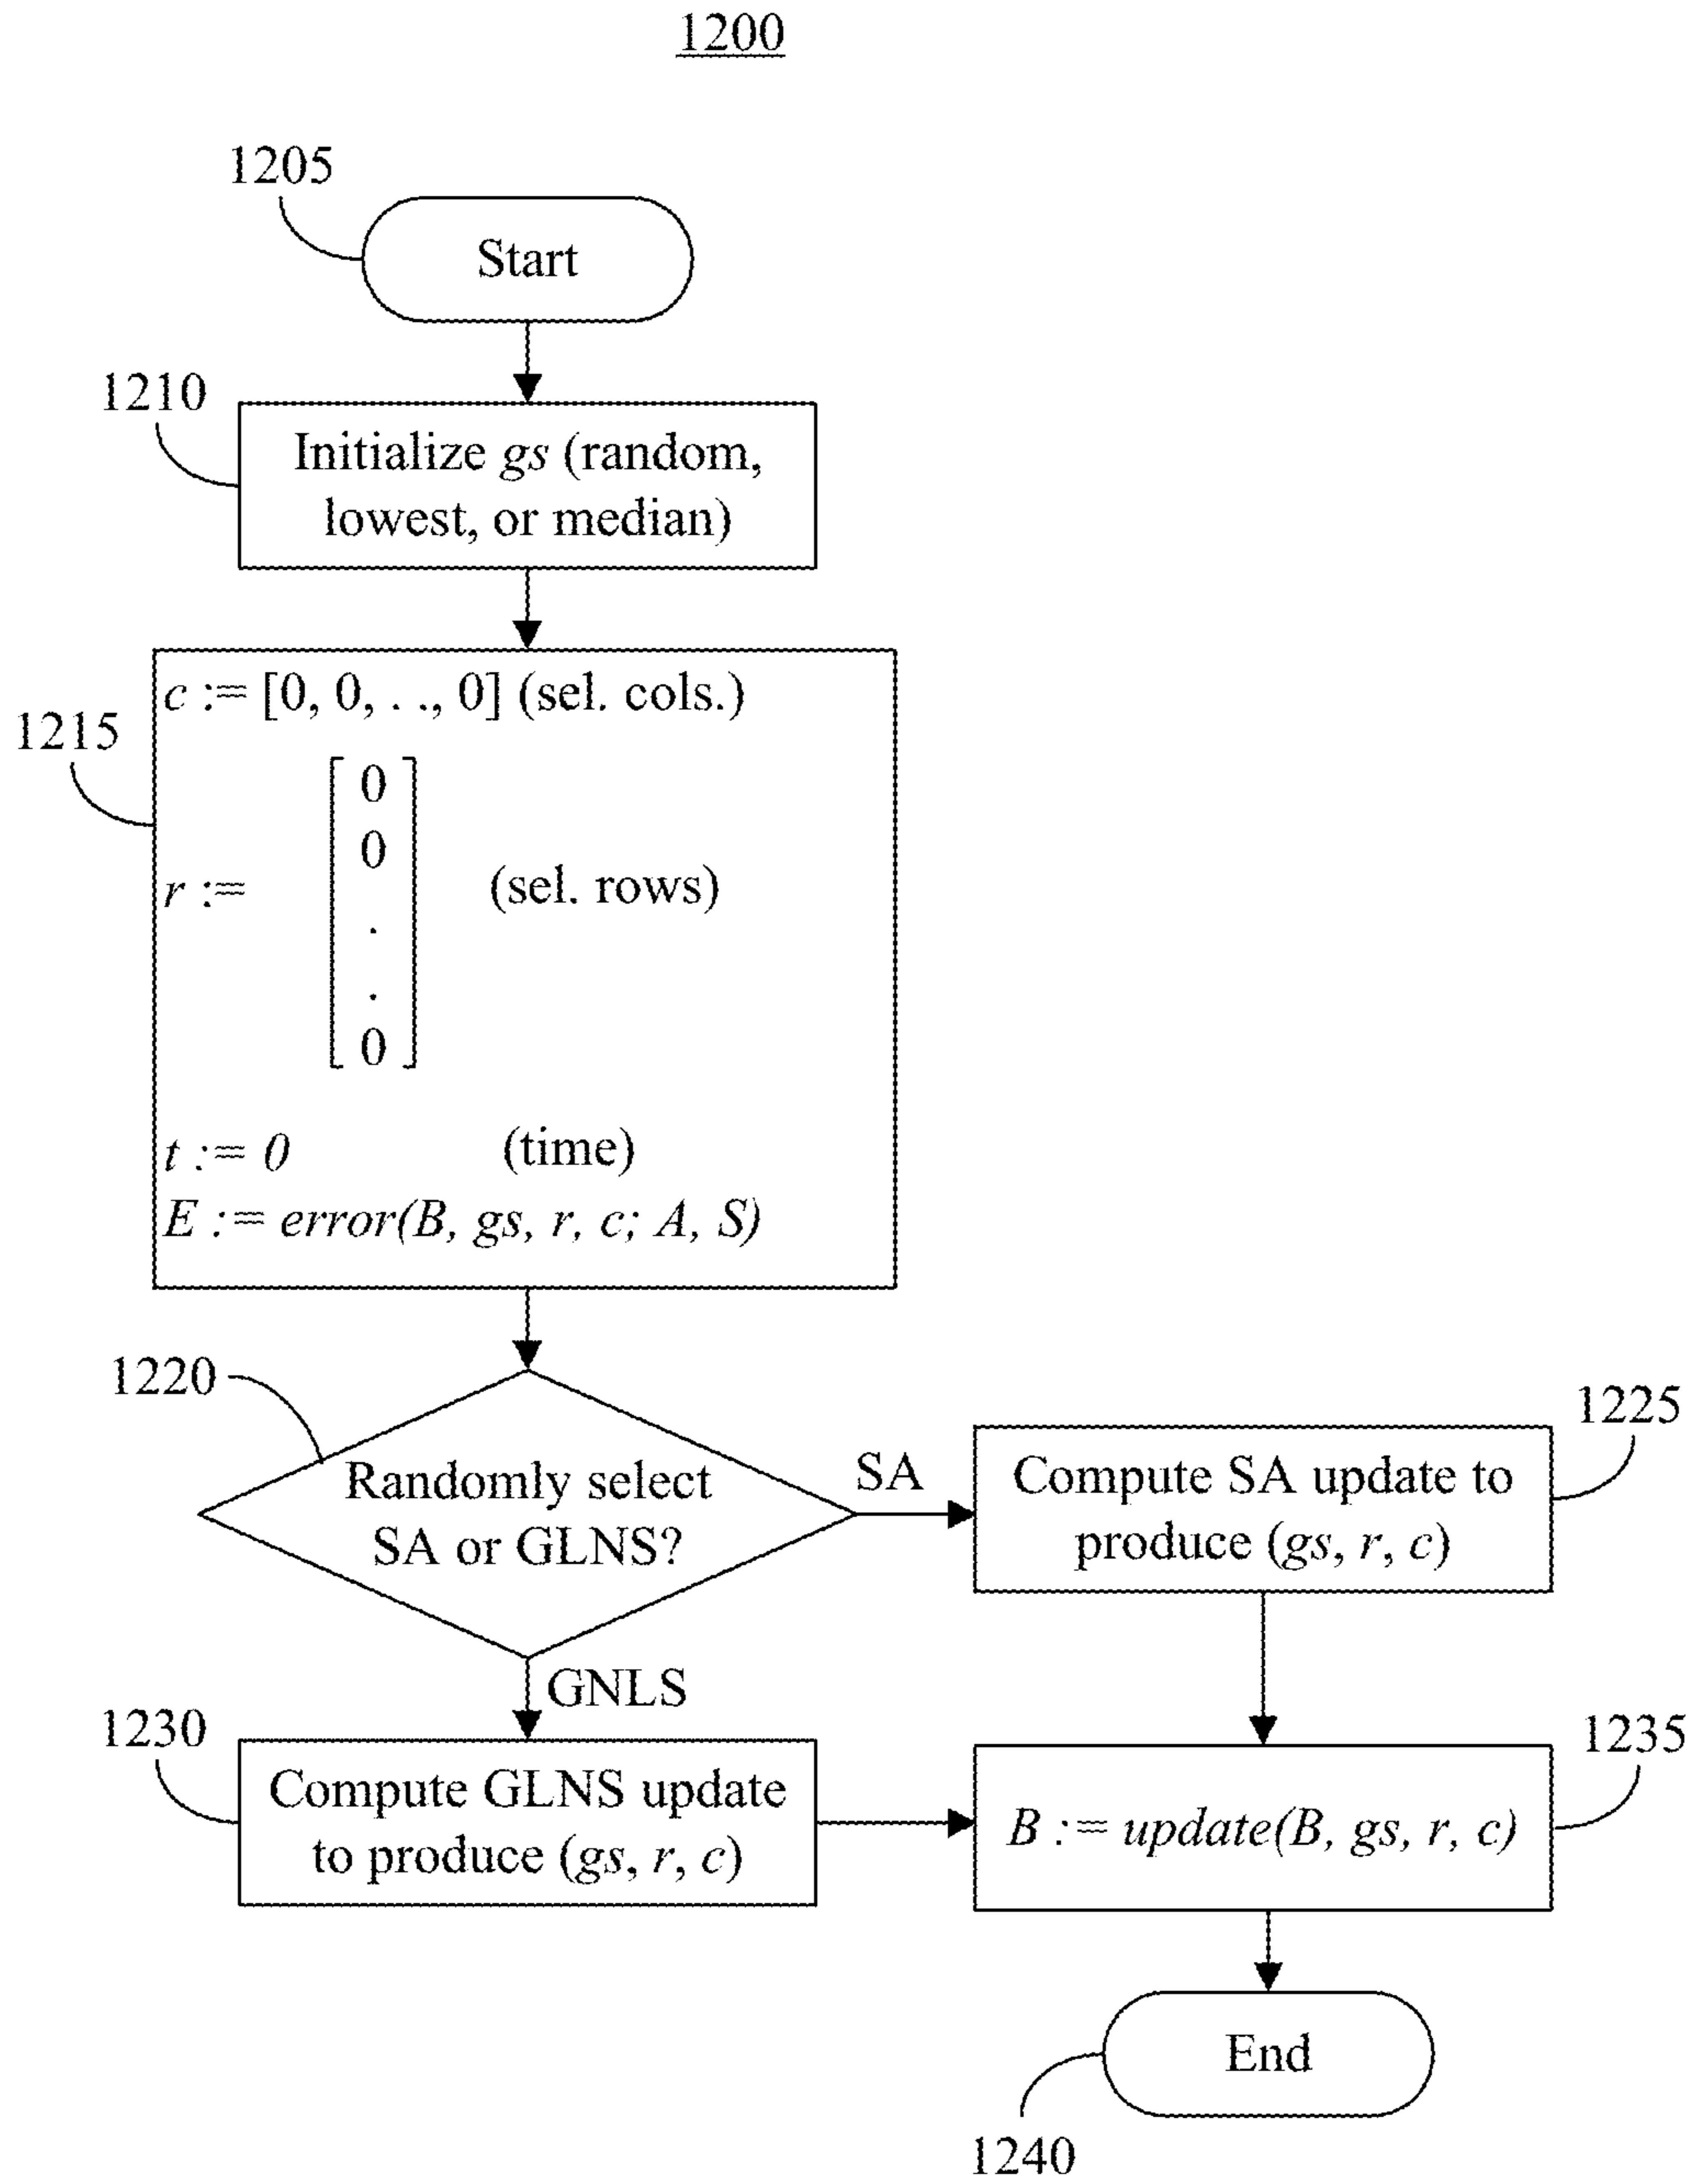 1200
1205
Start
1210
Initialize gs (random,
lowest, or median)
1215
c := [0, 0, . ., 0] (sel. cols.)
0
0
r := (sel. rows)
.
.
0
t := 0 (time)
E := error(B, gs, r, c; A, S)
1220
Randomly select
SA or GLNS?
SA
1225
Compute SA update to
produce (gs, r, c)
GNLS
1230
Compute GLNS update
to produce (gs, r, c)
1235
B := update(B, gs, r, c)
End
1240